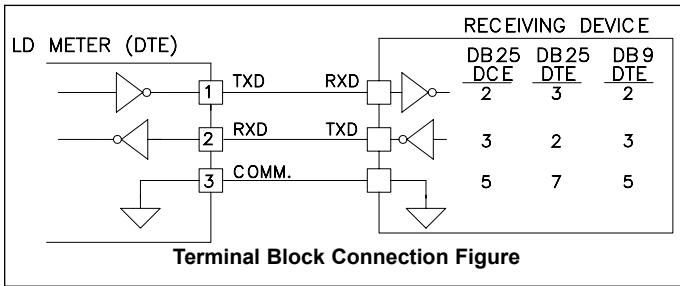 RECEIVING DEVICE
LD METER (DTE)
DB25 DB25 DB9
DCE DTE DTE
1 TXD RXD 2 3 2
2 RXD TXD 3 2 3
3 COMM. 5 7 5
Terminal Block Connection Figure